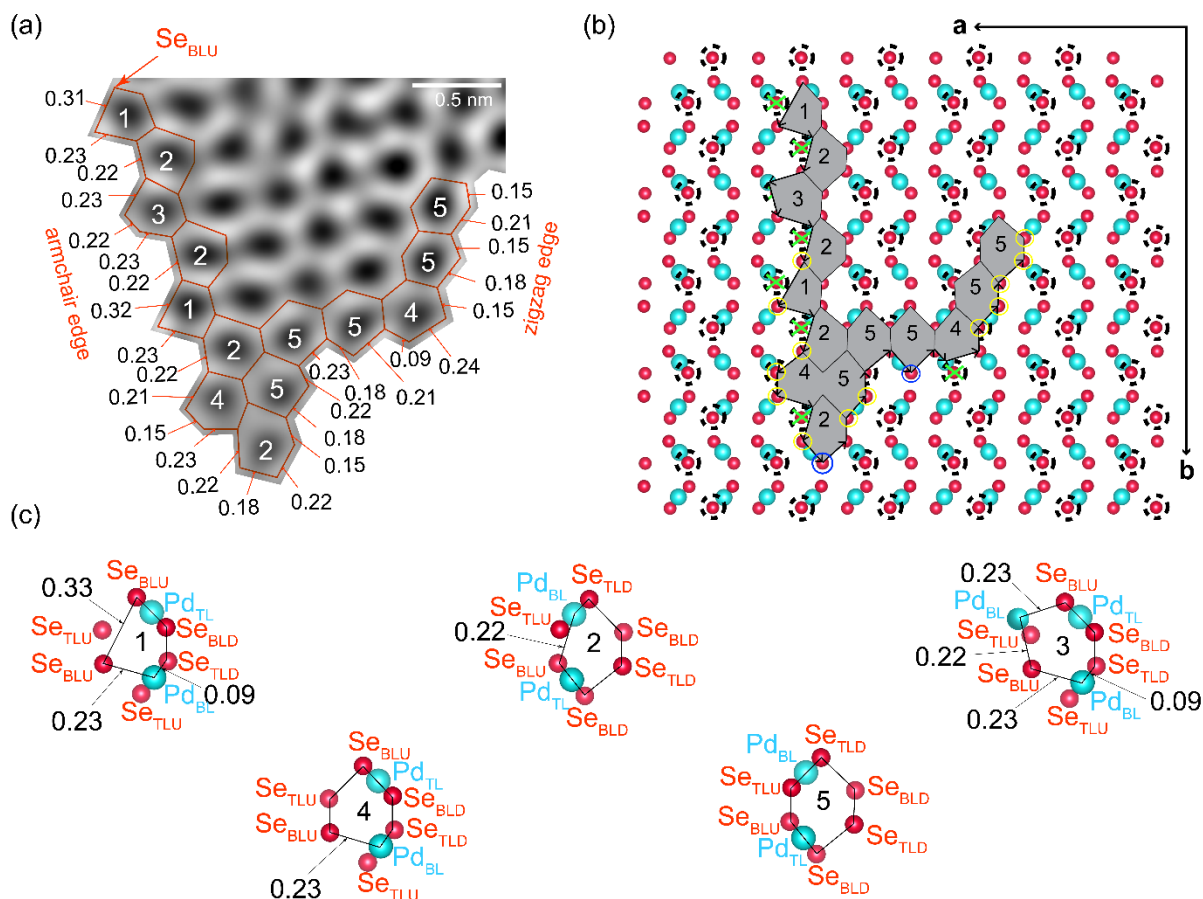 (a)
Se_BLU
0.5 nm
0.31
1
0.23
2
0.22
0.23
3
5
0.15
0.21
0.22
0.23
0.22
2
5
0.15
0.18
armchair edge
zigzag edge
0.32
1
4
0.15
0.23
0.22
2
5
5
0.23
0.18
0.21
0.09
0.24
0.21
4
5
0.22
0.18
0.15
0.15
0.23
2
0.22
0.18
0.22
(b)
a
b
1
2
3
2
5
1
5
2
5
5
4
4
5
2
(c)
0.33
Se_BLU
Pd_TL
Se_TLU
1
Se_BLD
Se_BLU
Se_TLD
Pd_BL
0.09
0.23
Se_TLU
Pd_BL
Se_TLD
Se_TLU
0.22
2
Se_BLD
Se_BLU
Se_TLD
Pd_TL
Se_BLD
0.23
Se_BLU
Pd_BL
Pd_TL
Se_TLU
3
Se_BLD
0.22
Se_BLU
Se_TLD
0.23
Pd_BL
0.09
Se_TLU
Se_BLU
Pd_TL
Se_TLU
4
Se_BLD
Se_BLU
Se_TLD
Pd_BL
0.23
Se_TLU
Pd_BL
Se_TLD
Se_TLU
5
Se_BLD
Se_BLU
Se_TLD
Pd_TL
Se_BLD